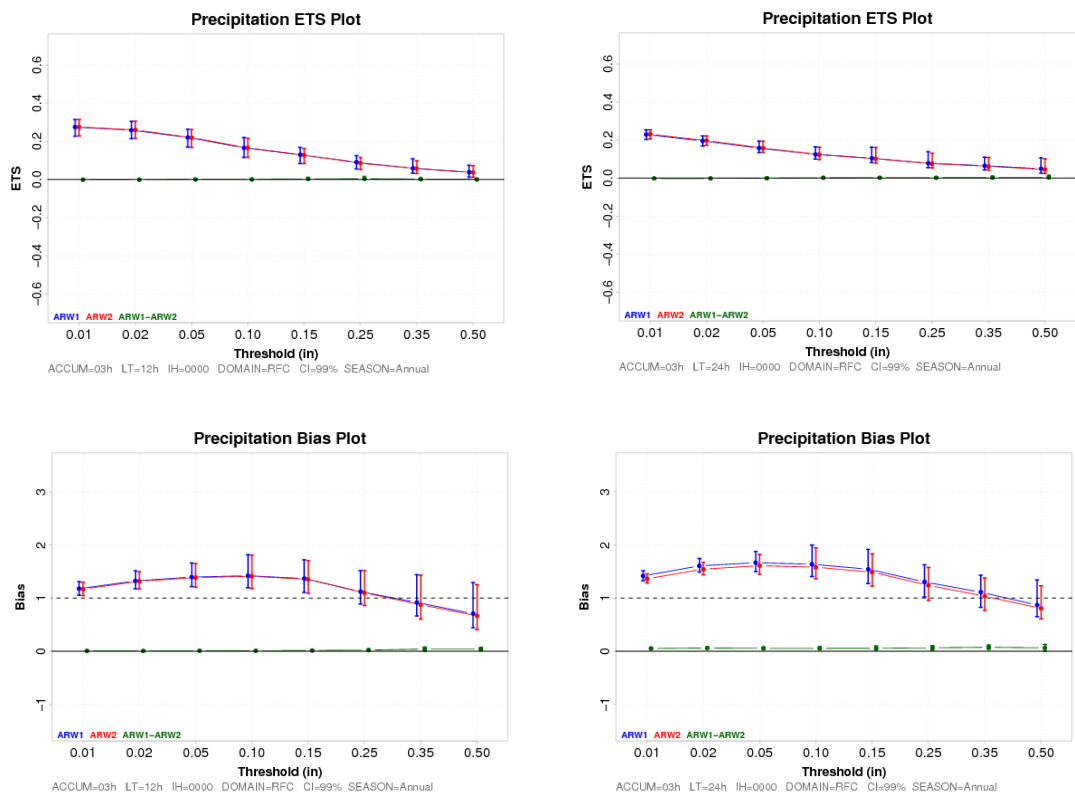 Precipitation ETS Plot
ETS
0.6
0.4
0.2
0.0
−0.2
−0.4
−0.6
ARW1 ARW2 ARW1−ARW2
0.01 0.02 0.05 0.10 0.15 0.25 0.35 0.50
Threshold (in)
ACCUM=03h LT=12h IH=0000 DOMAIN=RFC CI=99% SEASON=Annual
Precipitation ETS Plot
ETS
0.6
0.4
0.2
0.0
−0.2
−0.4
−0.6
ARW1 ARW2 ARW1−ARW2
0.01 0.02 0.05 0.10 0.15 0.25 0.35 0.50
Threshold (in)
ACCUM=03h LT=24h IH=0000 DOMAIN=RFC CI=99% SEASON=Annual
Precipitation Bias Plot
Bias
3
2
1
0
−1
ARW1 ARW2 ARW1−ARW2
0.01 0.02 0.05 0.10 0.15 0.25 0.35 0.50
Threshold (in)
ACCUM=03h LT=12h IH=0000 DOMAIN=RFC CI=99% SEASON=Annual
Precipitation Bias Plot
Bias
3
2
1
0
−1
ARW1 ARW2 ARW1−ARW2
0.01 0.02 0.05 0.10 0.15 0.25 0.35 0.50
Threshold (in)
ACCUM=03h LT=24h IH=0000 DOMAIN=RFC CI=99% SEASON=Annual